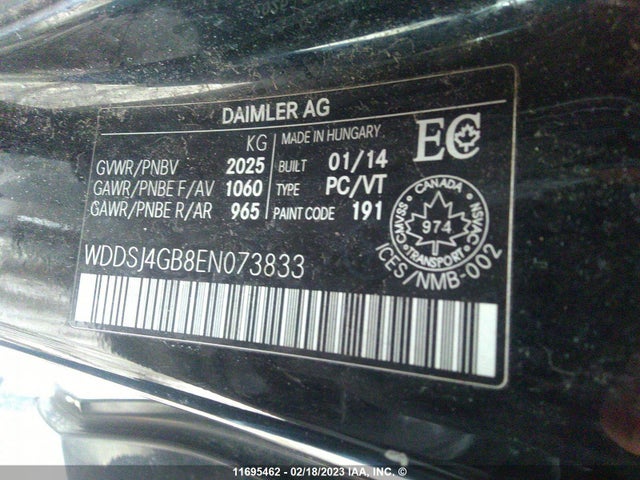 DAIMLER AG
KG MADE IN HUNGARY EC
GVWR/PNBV 2025 BUILT 01/14
GAWR/PNBE F/AV 1060 TYPE PC/VT
GAWR/PNBE R/AR 965 PAINT CODE 191
CANADA
CMVSS 974 NSVAC
TRANSPORT
ICES/NMB-002
WDDSJ4GB8EN073833
11695462 - 02/18/2023 IAA, INC. ©